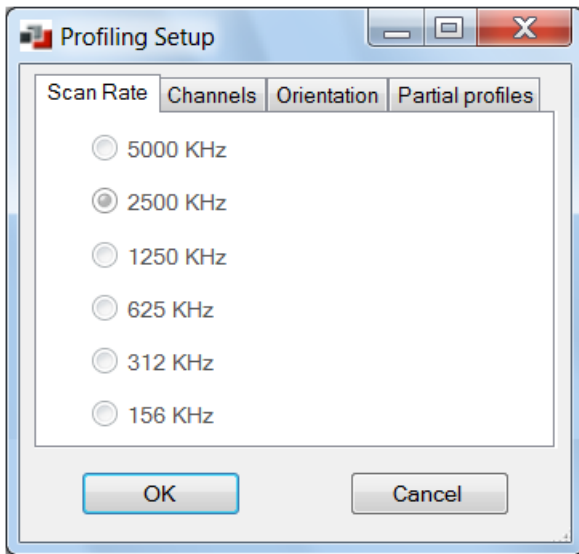 Profiling Setup
Scan Rate Channels Orientation Partial profiles
5000 KHz
2500 KHz
1250 KHz
625 KHz
312 KHz
156 KHz
OK Cancel